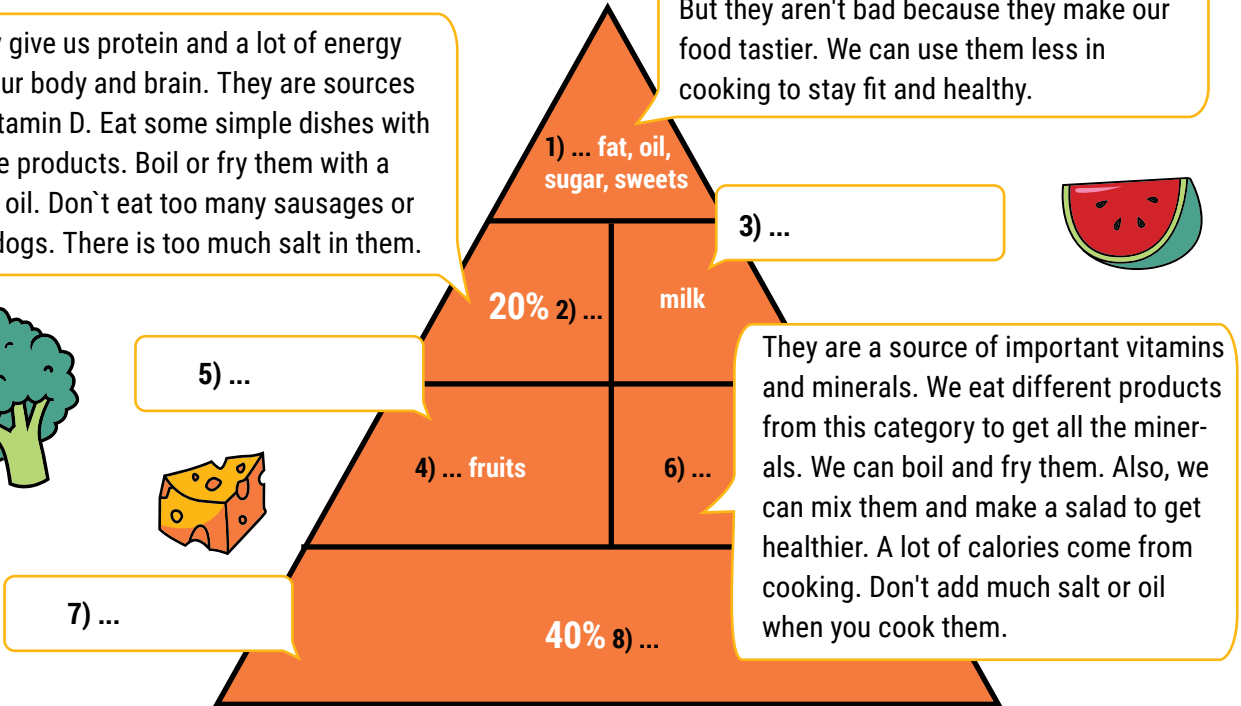 But they aren't bad because they make our
food tastier. We can use them less in
cooking to stay fit and healthy.
y give us protein and a lot of energy
ur body and brain. They are sources
tamin D. Eat some simple dishes with
e products. Boil or fry them with a
oil. Don`t eat too many sausages or
dogs. There is too much salt in them.
1) ... fat, oil,
sugar, sweets
3) ...
20% 2) ...
milk
5) ...
They are a source of important vitamins
and minerals. We eat different products
from this category to get all the miner-
als. We can boil and fry them. Also, we
can mix them and make a salad to get
healthier. A lot of calories come from
cooking. Don't add much salt or oil
when you cook them.
4) ... fruits
6) ...
7) ...
40% 8) ...